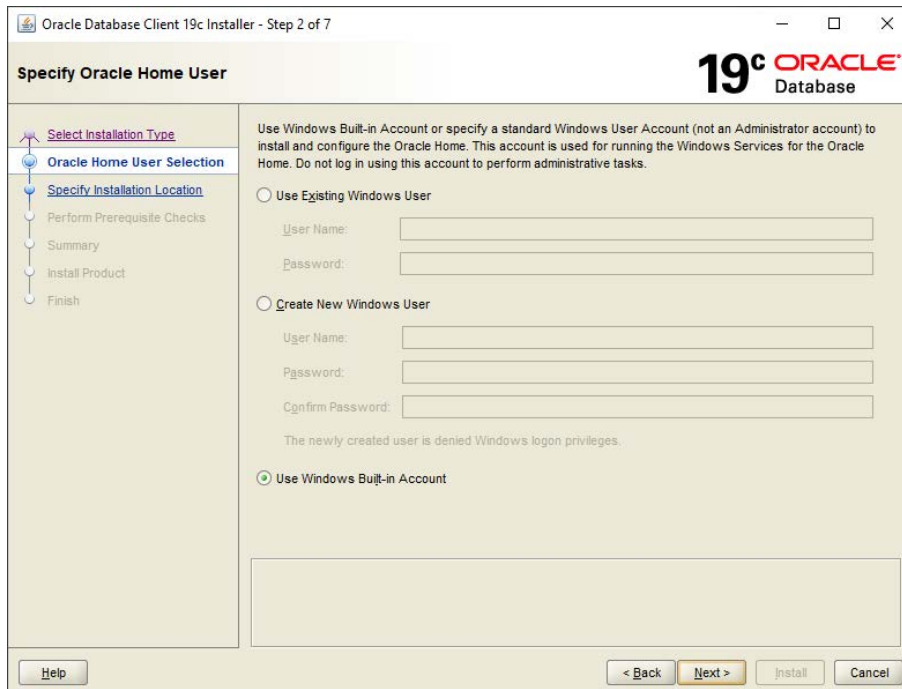 Oracle Database Client 19c Installer - Step 2 of 7
Specify Oracle Home User
19c ORACLE
Database
Select Installation Type
Oracle Home User Selection
Specify Installation Location
Perform Prerequisite Checks
Summary
Install Product
Finish
Use Windows Built-in Account or specify a standard Windows User Account (not an Administrator account) to
install and configure the Oracle Home. This account is used for running the Windows Services for the Oracle
Home. Do not log in using this account to perform administrative tasks.
Use Existing Windows User
User Name:
Password:
Create New Windows User
User Name:
Password:
Confirm Password:
The newly created user is denied Windows logon privileges.
Use Windows Built-in Account
Help
< Back
Next >
Install
Cancel